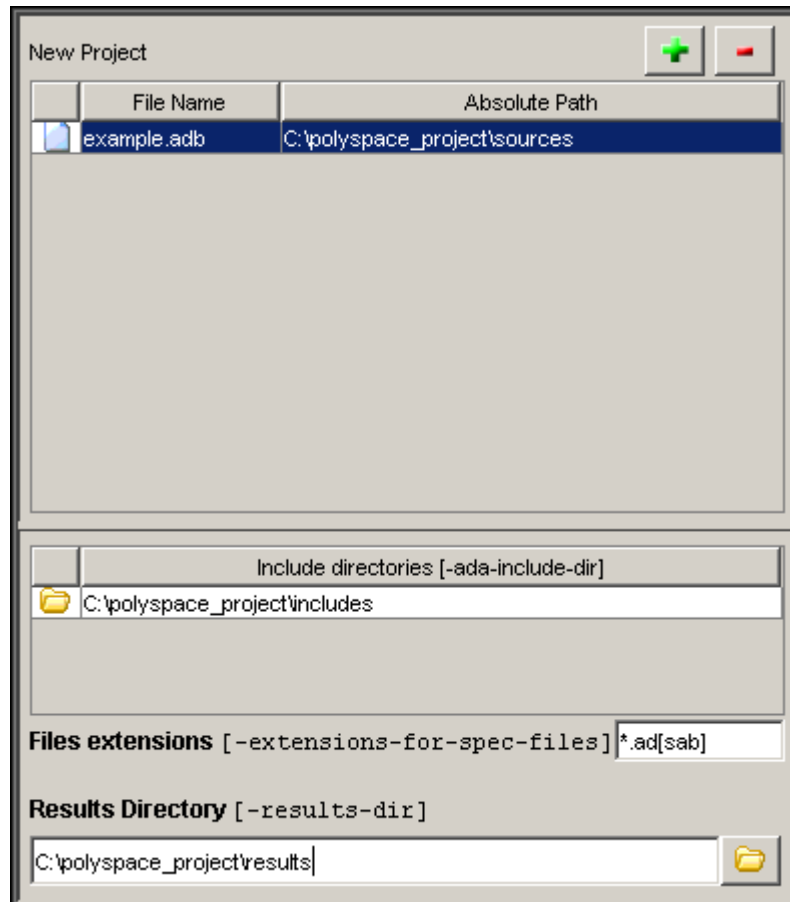 New Project
File Name Absolute Path
example.adb C:\polyspace_project\sources
Include directories [-ada-include-dir]
C:\polyspace_project\includes
Files extensions [-extensions-for-spec-files] *.ad[sab]
Results Directory [-results-dir]
C:\polyspace_project\results